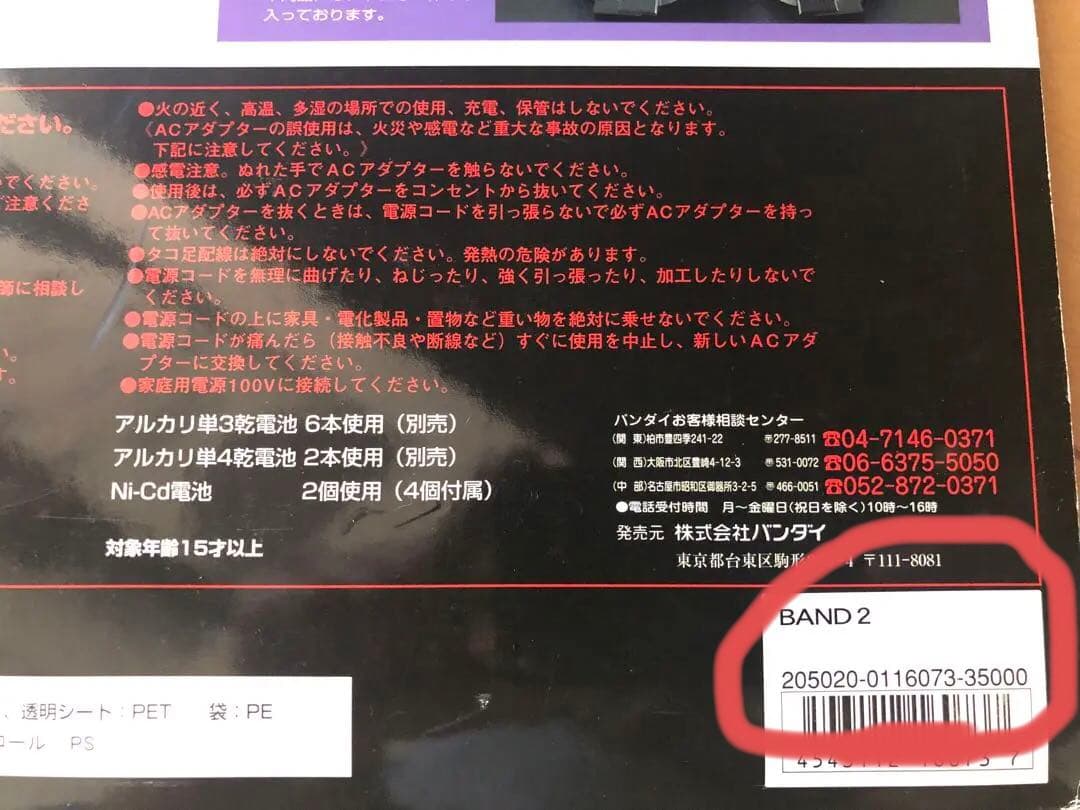 入っております。
ださい。
●火の近く、高温、多湿の場所での使用、充電、保管はしないでください。
《ACアダプターの誤使用は、火災や感電など重大な事故の原因となります。
下記に注意してください。》
●感電注意。ぬれた手でACアダプターを触らないでください。
●使用後は、必ずACアダプターをコンセントから抜いてください。
●ACアダプターを抜くときは、電源コードを引っ張らないで必ずACアダプターを持っ
て抜いてください。
●タコ足配線は絶対にしないでください。発熱の危険があります。
●電源コードを無理に曲げたり、ねじったり、強く引っ張ったり、加工したりしないで
ください。
●電源コードの上に家具・電化製品・置物など重い物を絶対に乗せないでください。
●電源コードが痛んだら（接触不良や断線など）すぐに使用を中止し、新しいACアダ
プターに交換してください。
●家庭用電源100Vに接続してください。
いでください。
ご注意くださ
師に相談し
い。
す。
アルカリ単3乾電池 6本使用（別売）
アルカリ単4乾電池 2本使用（別売）
Ni-Cd電池 2個使用（4個付属）
対象年齢15才以上
バンダイお客様相談センター
(関 東)柏市豊四季241-22 〒277-8511 ☎04-7146-0371
(関 西)大阪市北区豊崎4-12-3 〒531-0072 ☎06-6375-5050
(中 部)名古屋市昭和区御器所3-2-5 〒466-0051 ☎052-872-0371
●電話受付時間 月〜金曜日(祝日を除く)10時〜16時
発売元 株式会社バンダイ
東京都台東区駒形 4 〒111-8081
BAND 2
205020-0116073-35000
、透明シート：PET 袋：PE
ロール PS